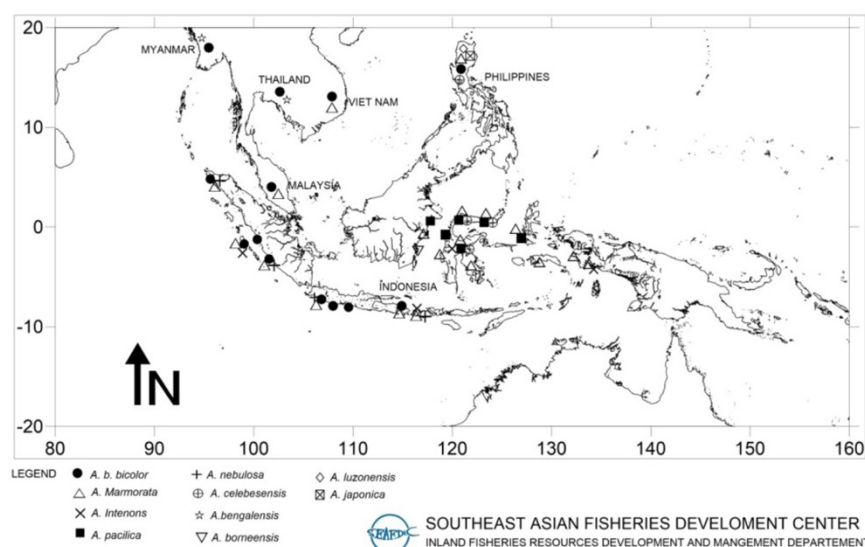 20
10
0
-10
-20
80 90 100 110 120 130 140 150 160
MYANMAR
THAILAND
VIET NAM
PHILIPPINES
MALAYSIA
INDONESIA
N
LEGEND
A. b. bicolor
A. Marmorata
A. Intenons
A. pacilica
A. nebulosa
A. celebesensis
A.bengalensis
A. borneensis
A. luzonensis
A. japonica
SEAFDEC
SOUTHEAST ASIAN FISHERIES DEVELOMENT CENTER
INLAND FISHERIES RESOURCES DEVELOPMENT AND MANGEMENT DEPARTEMEN